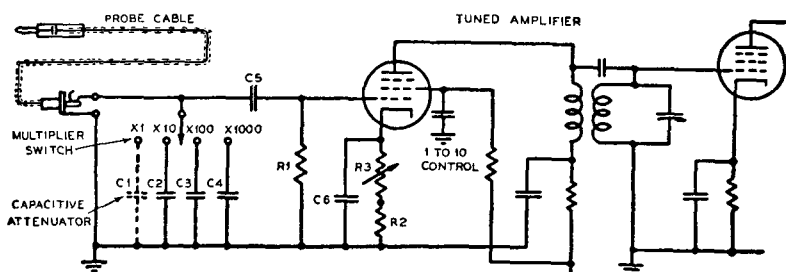 PROBE CABLE
TUNED AMPLIFIER
C5
MULTIPLIER
SWITCH
X1
X10
X100
X1000
1 TO 10
CONTROL
R1
R3
C1
C2
C3
C4
C6
CAPACITIVE
ATTENUATOR
R2